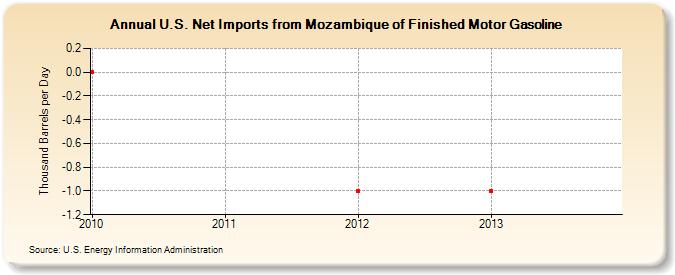 Annual U.S. Net Imports from Mozambique of Finished Motor Gasoline
Thousand Barrels per Day
0.2
0.0
-0.2
-0.4
-0.6
-0.8
-1.0
-1.2
2010 2011 2012 2013
Source: U.S. Energy Information Administration